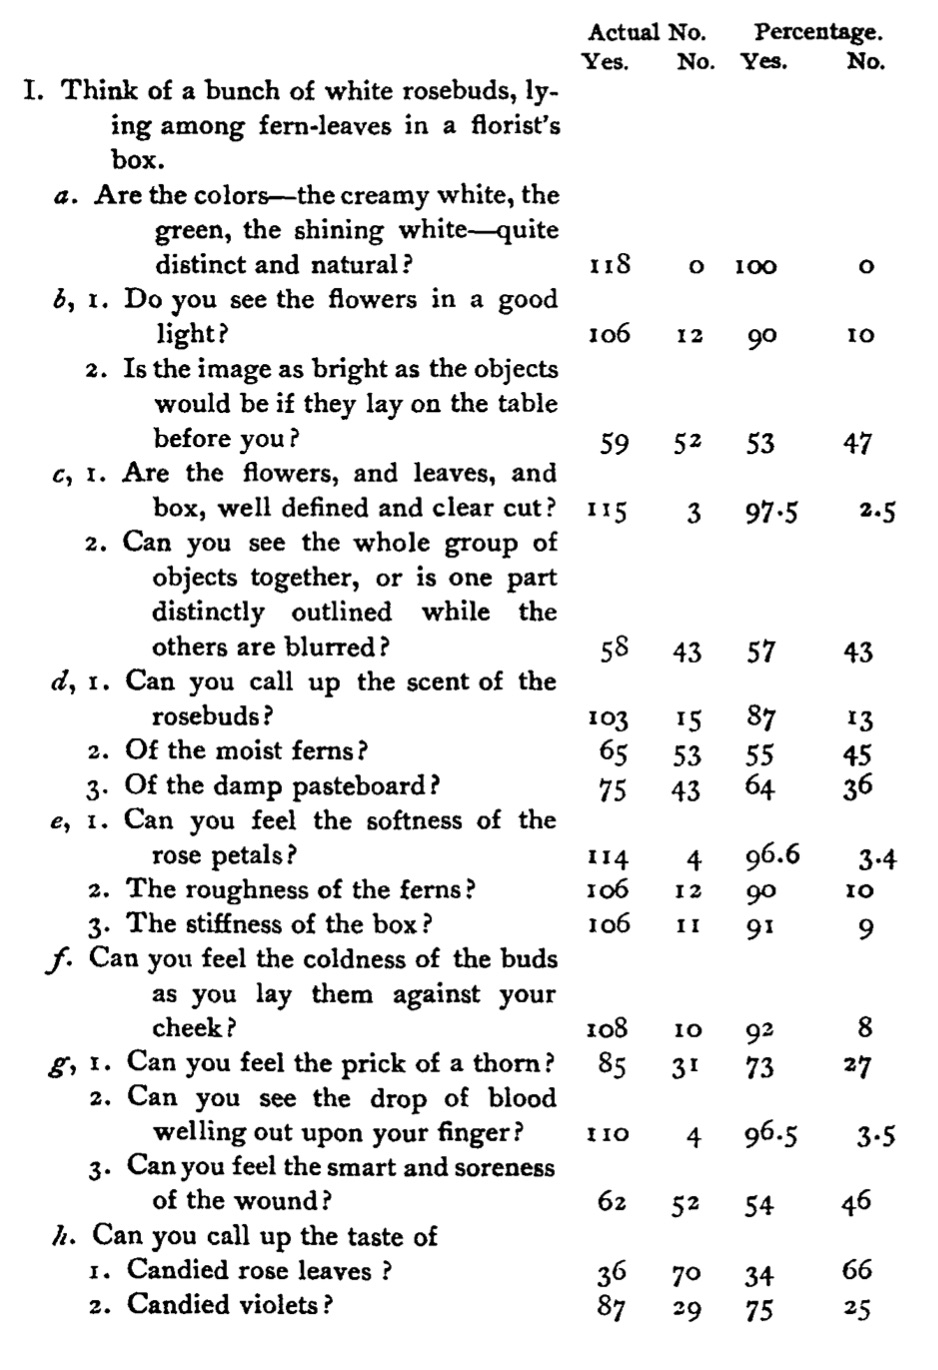 Actual No. Percentage.
Yes. No. Yes. No.
I. Think of a bunch of white rosebuds, ly-
ing among fern-leaves in a florist's
box.
a. Are the colors—the creamy white, the
green, the shining white—quite
distinct and natural? 118 0 100 0
b, 1. Do you see the flowers in a good
light? 106 12 90 10
2. Is the image as bright as the objects
would be if they lay on the table
before you? 59 52 53 47
c, 1. Are the flowers, and leaves, and
box, well defined and clear cut? 115 3 97.5 2.5
2. Can you see the whole group of
objects together, or is one part
distinctly outlined while the
others are blurred? 58 43 57 43
d, 1. Can you call up the scent of the
rosebuds? 103 15 87 13
2. Of the moist ferns? 65 53 55 45
3. Of the damp pasteboard? 75 43 64 36
e, 1. Can you feel the softness of the
rose petals? 114 4 96.6 3.4
2. The roughness of the ferns? 106 12 90 10
3. The stiffness of the box? 106 11 91 9
f. Can you feel the coldness of the buds
as you lay them against your
cheek? 108 10 92 8
g, 1. Can you feel the prick of a thorn? 85 31 73 27
2. Can you see the drop of blood
welling out upon your finger? 110 4 96.5 3.5
3. Can you feel the smart and soreness
of the wound? 62 52 54 46
h. Can you call up the taste of
1. Candied rose leaves ? 36 70 34 66
2. Candied violets? 87 29 75 25